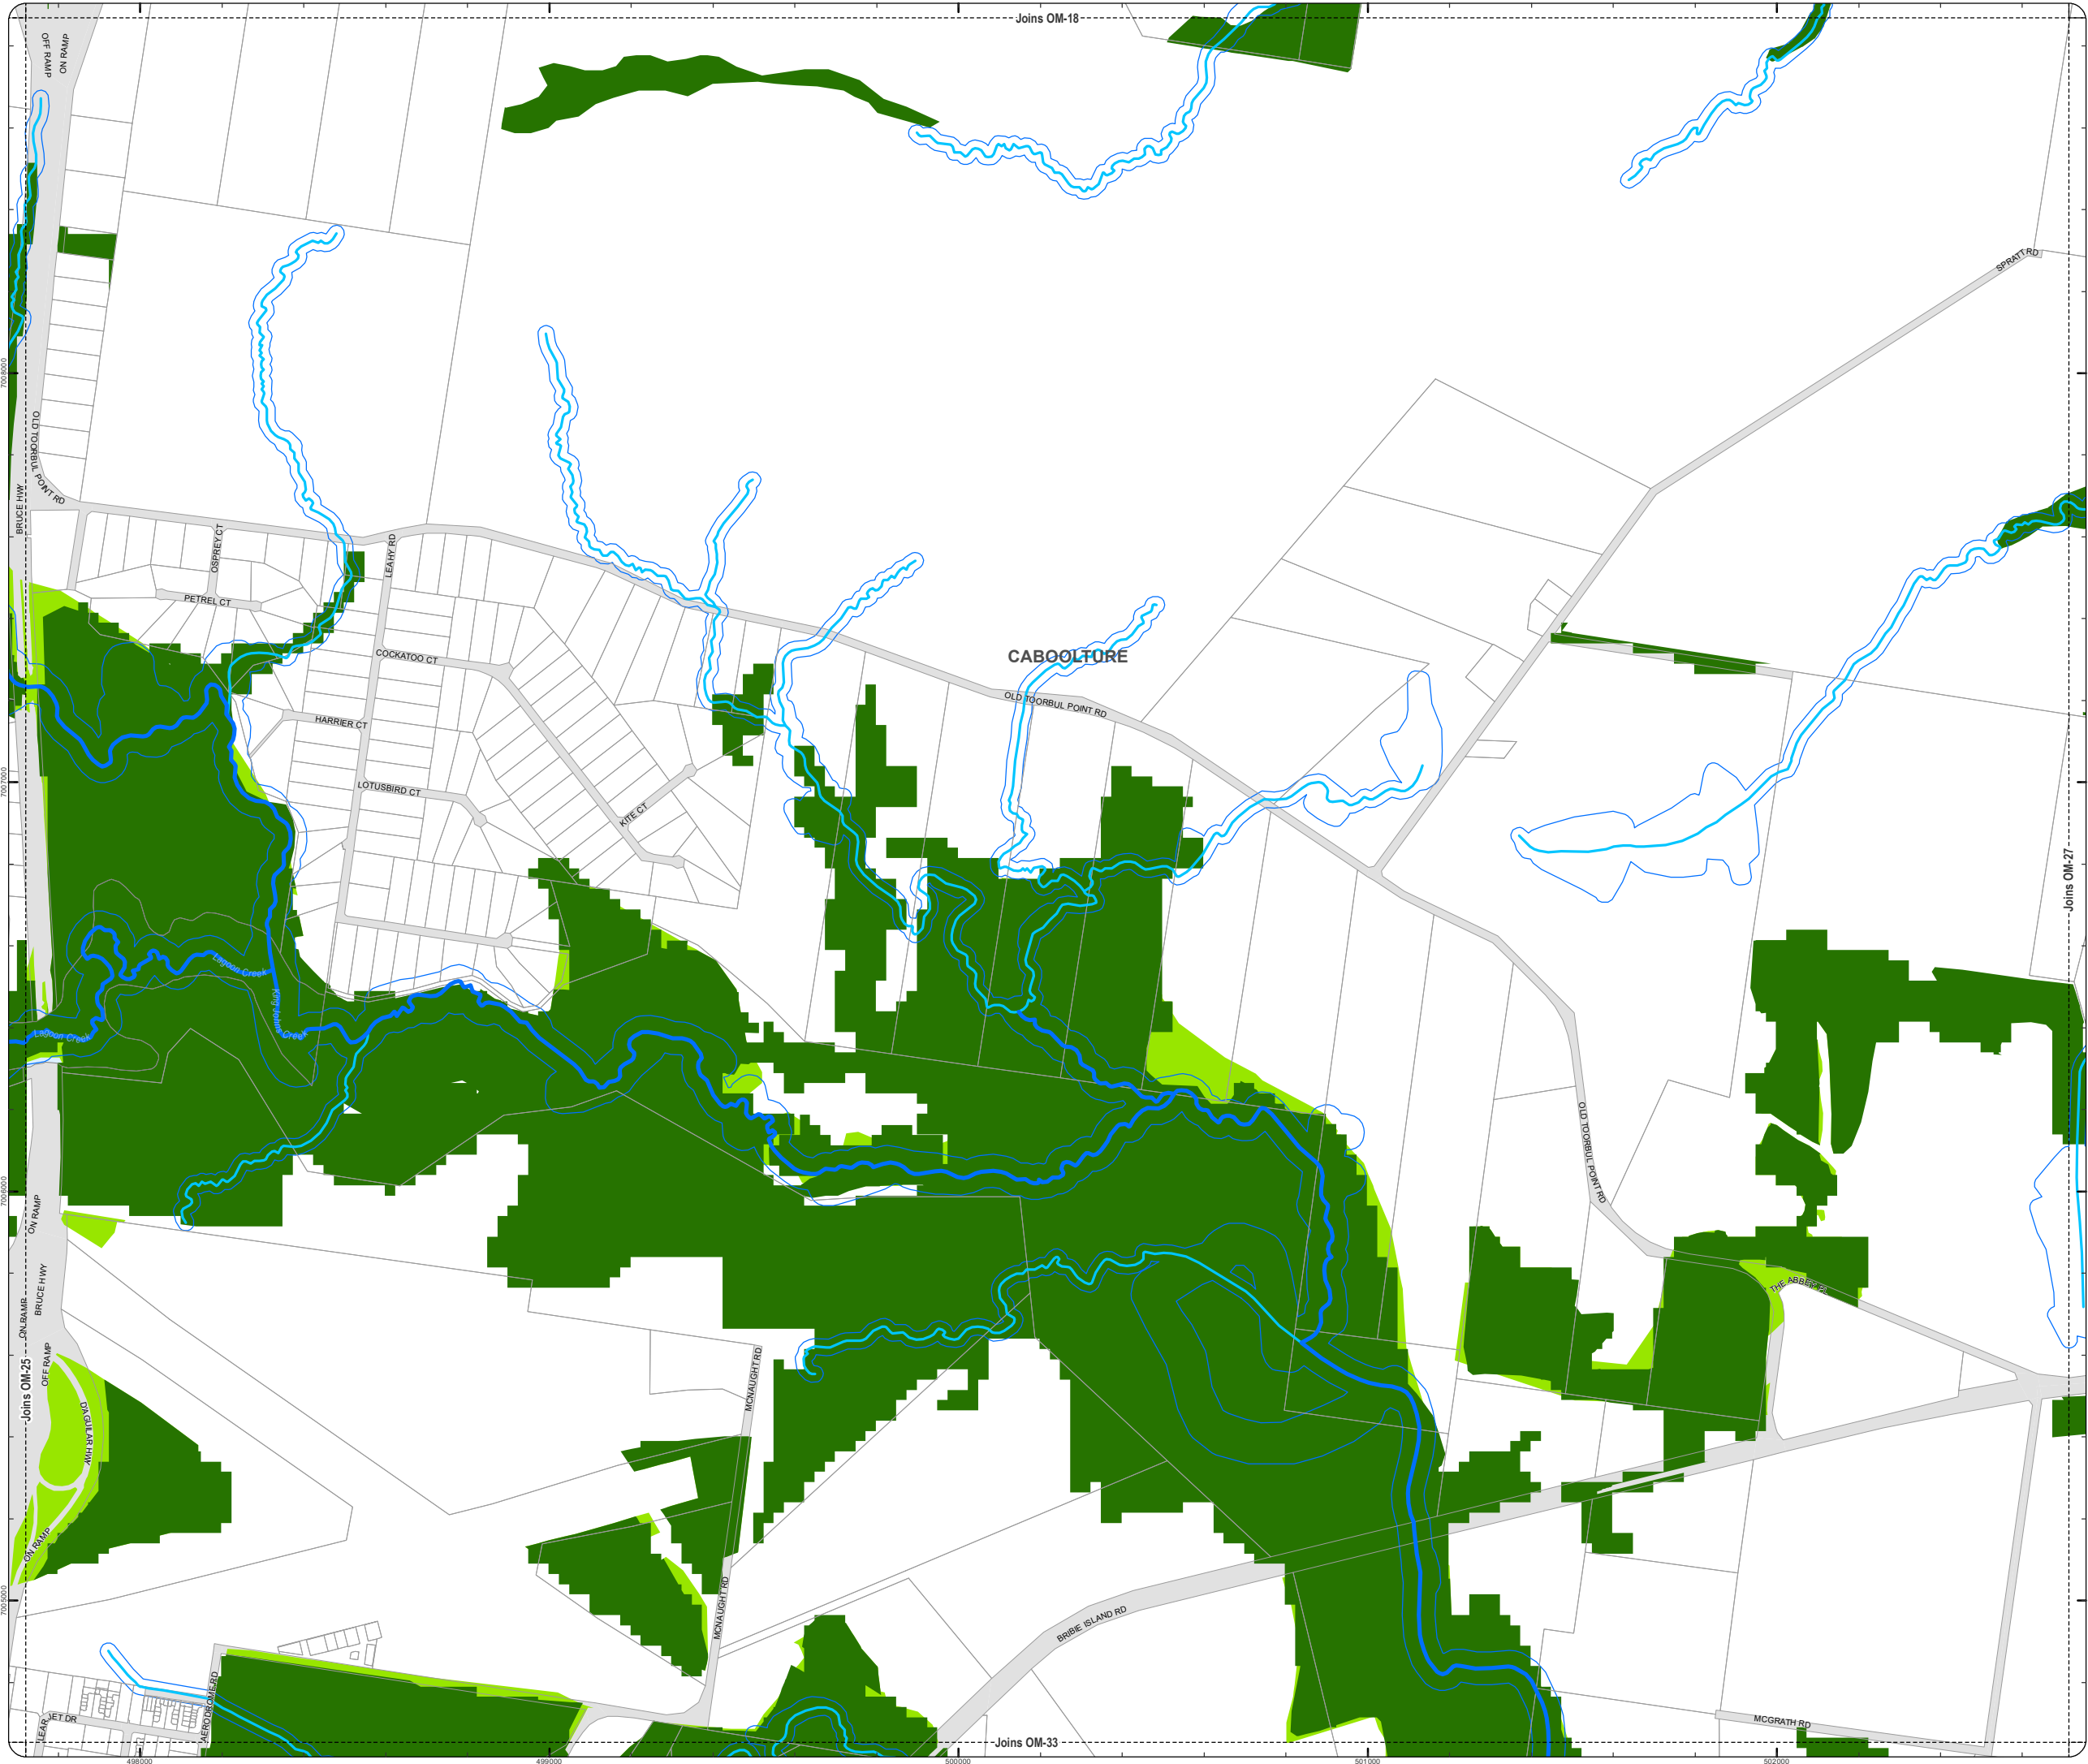 Joins OM-18
OFF RAMP
ON RAMP
SPRATT RD
7008000
OLD TOORBUL POINT RD
BRUCE HWY
OSPREY CT
LEAHY RD
PETREL CT
COCKATOO CT
CABOOLTURE
OLD TOORBUL POINT RD
HARRIER CT
7007000
LOTUSBIRD CT
KITE CT
Joins OM-27
Lagoon Creek
King Johns Creek
Lagoon Creek
OLD TOORBUL POINT RD
7006000
ON RAMP
BRUCE HWY
THE ABBEY PL
ON RAMP
OFF RAMP
Joins OM-25
MCNAUGHT RD
D'AGUILAR HWY
ON RAMP
7005000
MCNAUGHT RD
BRIBIE ISLAND RD
AERODROME RD
LEAR
JET DR
MCGRATH RD
Joins OM-33
498000
499000
500000
501000
502000